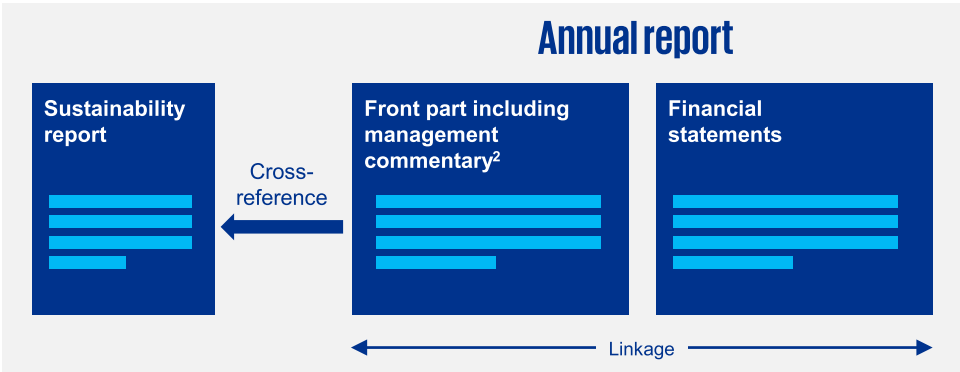 Annual report
Sustainability
report
Cross-
reference
Front part including
management
commentary²
Financial
statements
Linkage